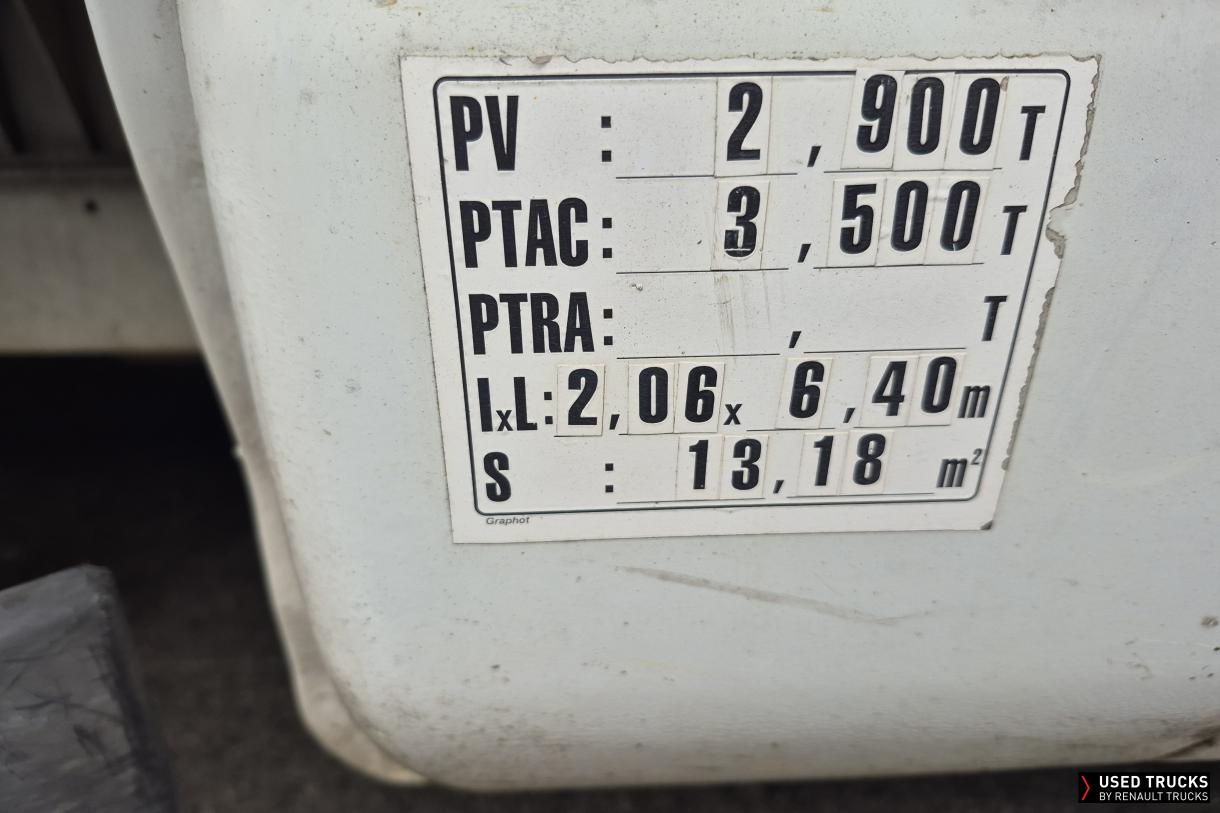 PV : 2,900 T
PTAC: 3,500 T
PTRA: , T
lxL: 2,06 x 6,40 m
S : 13,18 m²
Graphot
USED TRUCKS
BY RENAULT TRUCKS